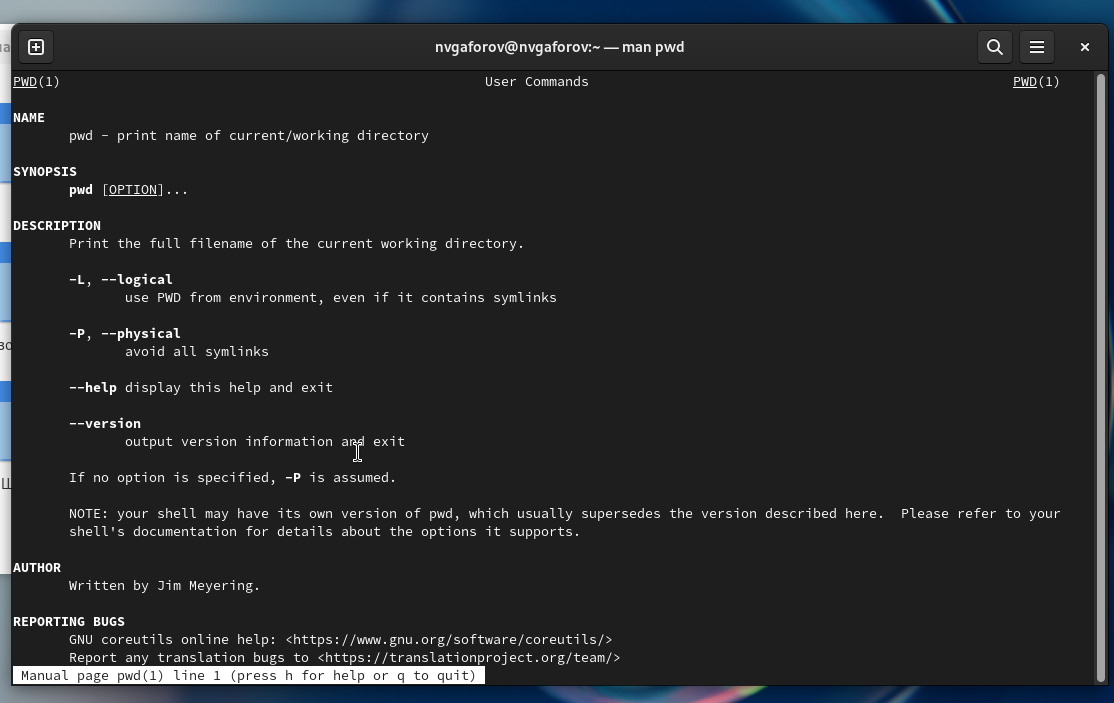 nvgaforov@nvgaforov:~ — man pwd
PWD(1) User Commands PWD(1)
NAME
pwd - print name of current/working directory
SYNOPSIS
pwd [OPTION]...
DESCRIPTION
Print the full filename of the current working directory.
-L, --logical
use PWD from environment, even if it contains symlinks
-P, --physical
avoid all symlinks
--help display this help and exit
--version
output version information and exit
If no option is specified, -P is assumed.
NOTE: your shell may have its own version of pwd, which usually supersedes the version described here. Please refer to your
shell's documentation for details about the options it supports.
AUTHOR
Written by Jim Meyering.
REPORTING BUGS
GNU coreutils online help: <https://www.gnu.org/software/coreutils/>
Report any translation bugs to <https://translationproject.org/team/>
Manual page pwd(1) line 1 (press h for help or q to quit)